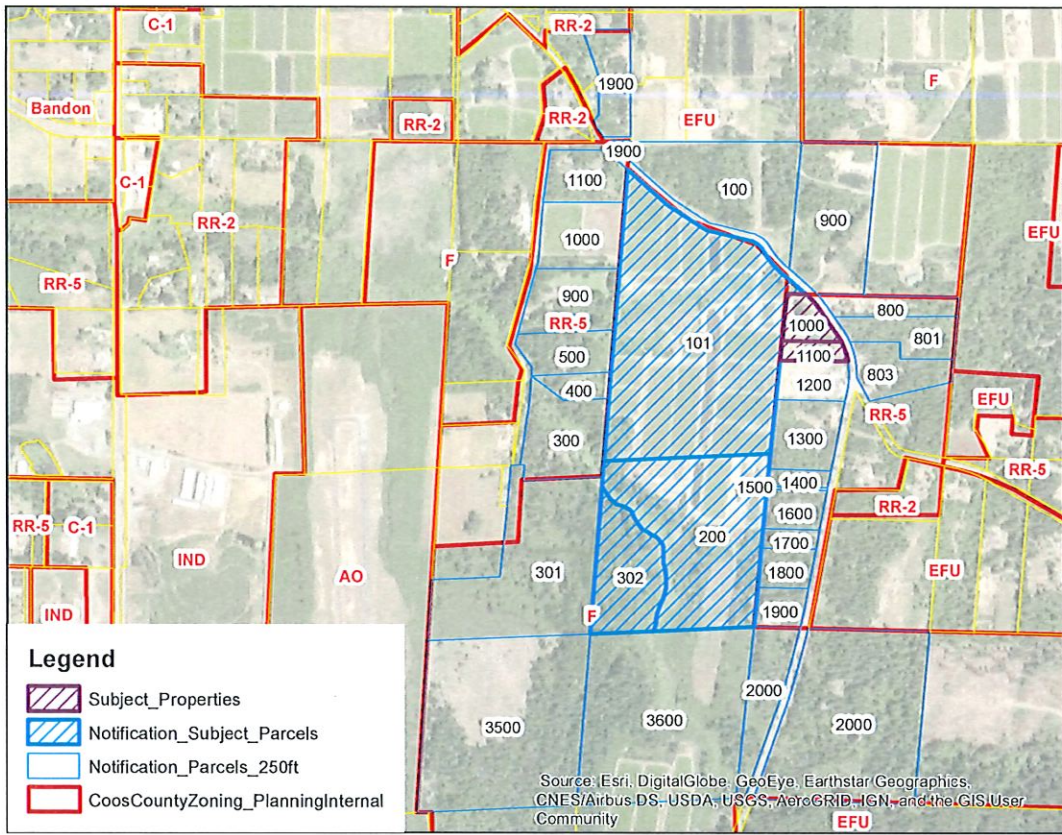 C-1
RR-2
1900
F
Bandon
RR-2
RR-2
EFU
1900
C-1
1100
100
900
RR-2
1000
EFU
F
RR-5
900
800
1000
RR-5
101
801
500
1100
400
1200
803
EFU
RR-5
300
1300
RR-5
1400
1500
C-1
RR-5
1600
RR-2
200
1700
IND
301
302
1800
EFU
AO
IND
F
1900
Legend
Subject_Properties
Notification_Subject_Parcels
Notification_Parcels_250ft
CoosCountyZoning_PlanningInternal
2000
3500
3600
2000
Source: Esri, DigitalGlobe, GeoEye, Earthstar Geographics,
CNES/Airbus DS, USDA, USGS, AeroGRID, IGN, and the GIS User
Community
EFU